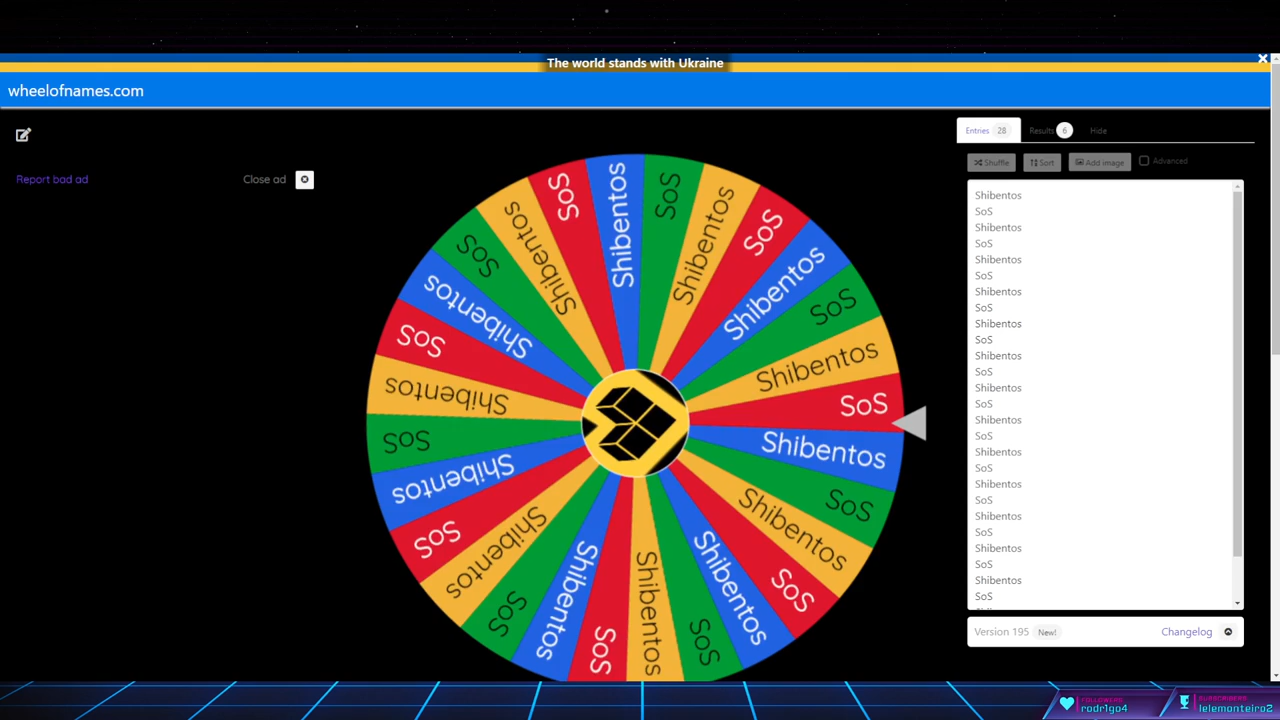 The world stands with Ukraine
wheelofnames.com
Entries 28
Results 6
Hide
Report bad ad
Close ad
Shuffle
Sort
Add image
Advanced
Shibentos
SoS
Shibentos
SoS
Shibentos
SoS
Shibentos
SoS
Shibentos
SoS
Shibentos
SoS
Shibentos
SoS
Shibentos
SoS
Shibentos
SoS
Shibentos
SoS
Shibentos
SoS
Shibentos
SoS
Shibentos
SoS
Shibentos
SoS
Shibentos
SoS
Shibentos
SoS
Shibentos
SoS
Shibentos
SoS
Shibentos
SoS
Shibentos
SoS
Shibentos
SoS
Shibentos
SoS
Shibentos
SoS
Shibentos
SoS
Shibentos
SoS
Shibentos
SoS
Shibentos
SoS
Version 195 New!
Changelog
FOLLOWERS
rodr1go4
SUBSCRIBERS
lelemonteiro2